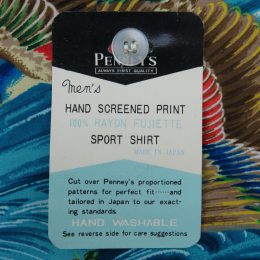 PENNEY'S
ALWAYS FIRST QUALITY
men's
HAND SCREENED PRINT
100% RAYON FUJIETTE
SPORT SHIRT
MADE IN JAPAN
Cut over Penney's proportioned
patterns for perfect fit······and
tailored in Japan to our exact-
ing standards
HAND WASHABLE
See reverse side for care suggestions